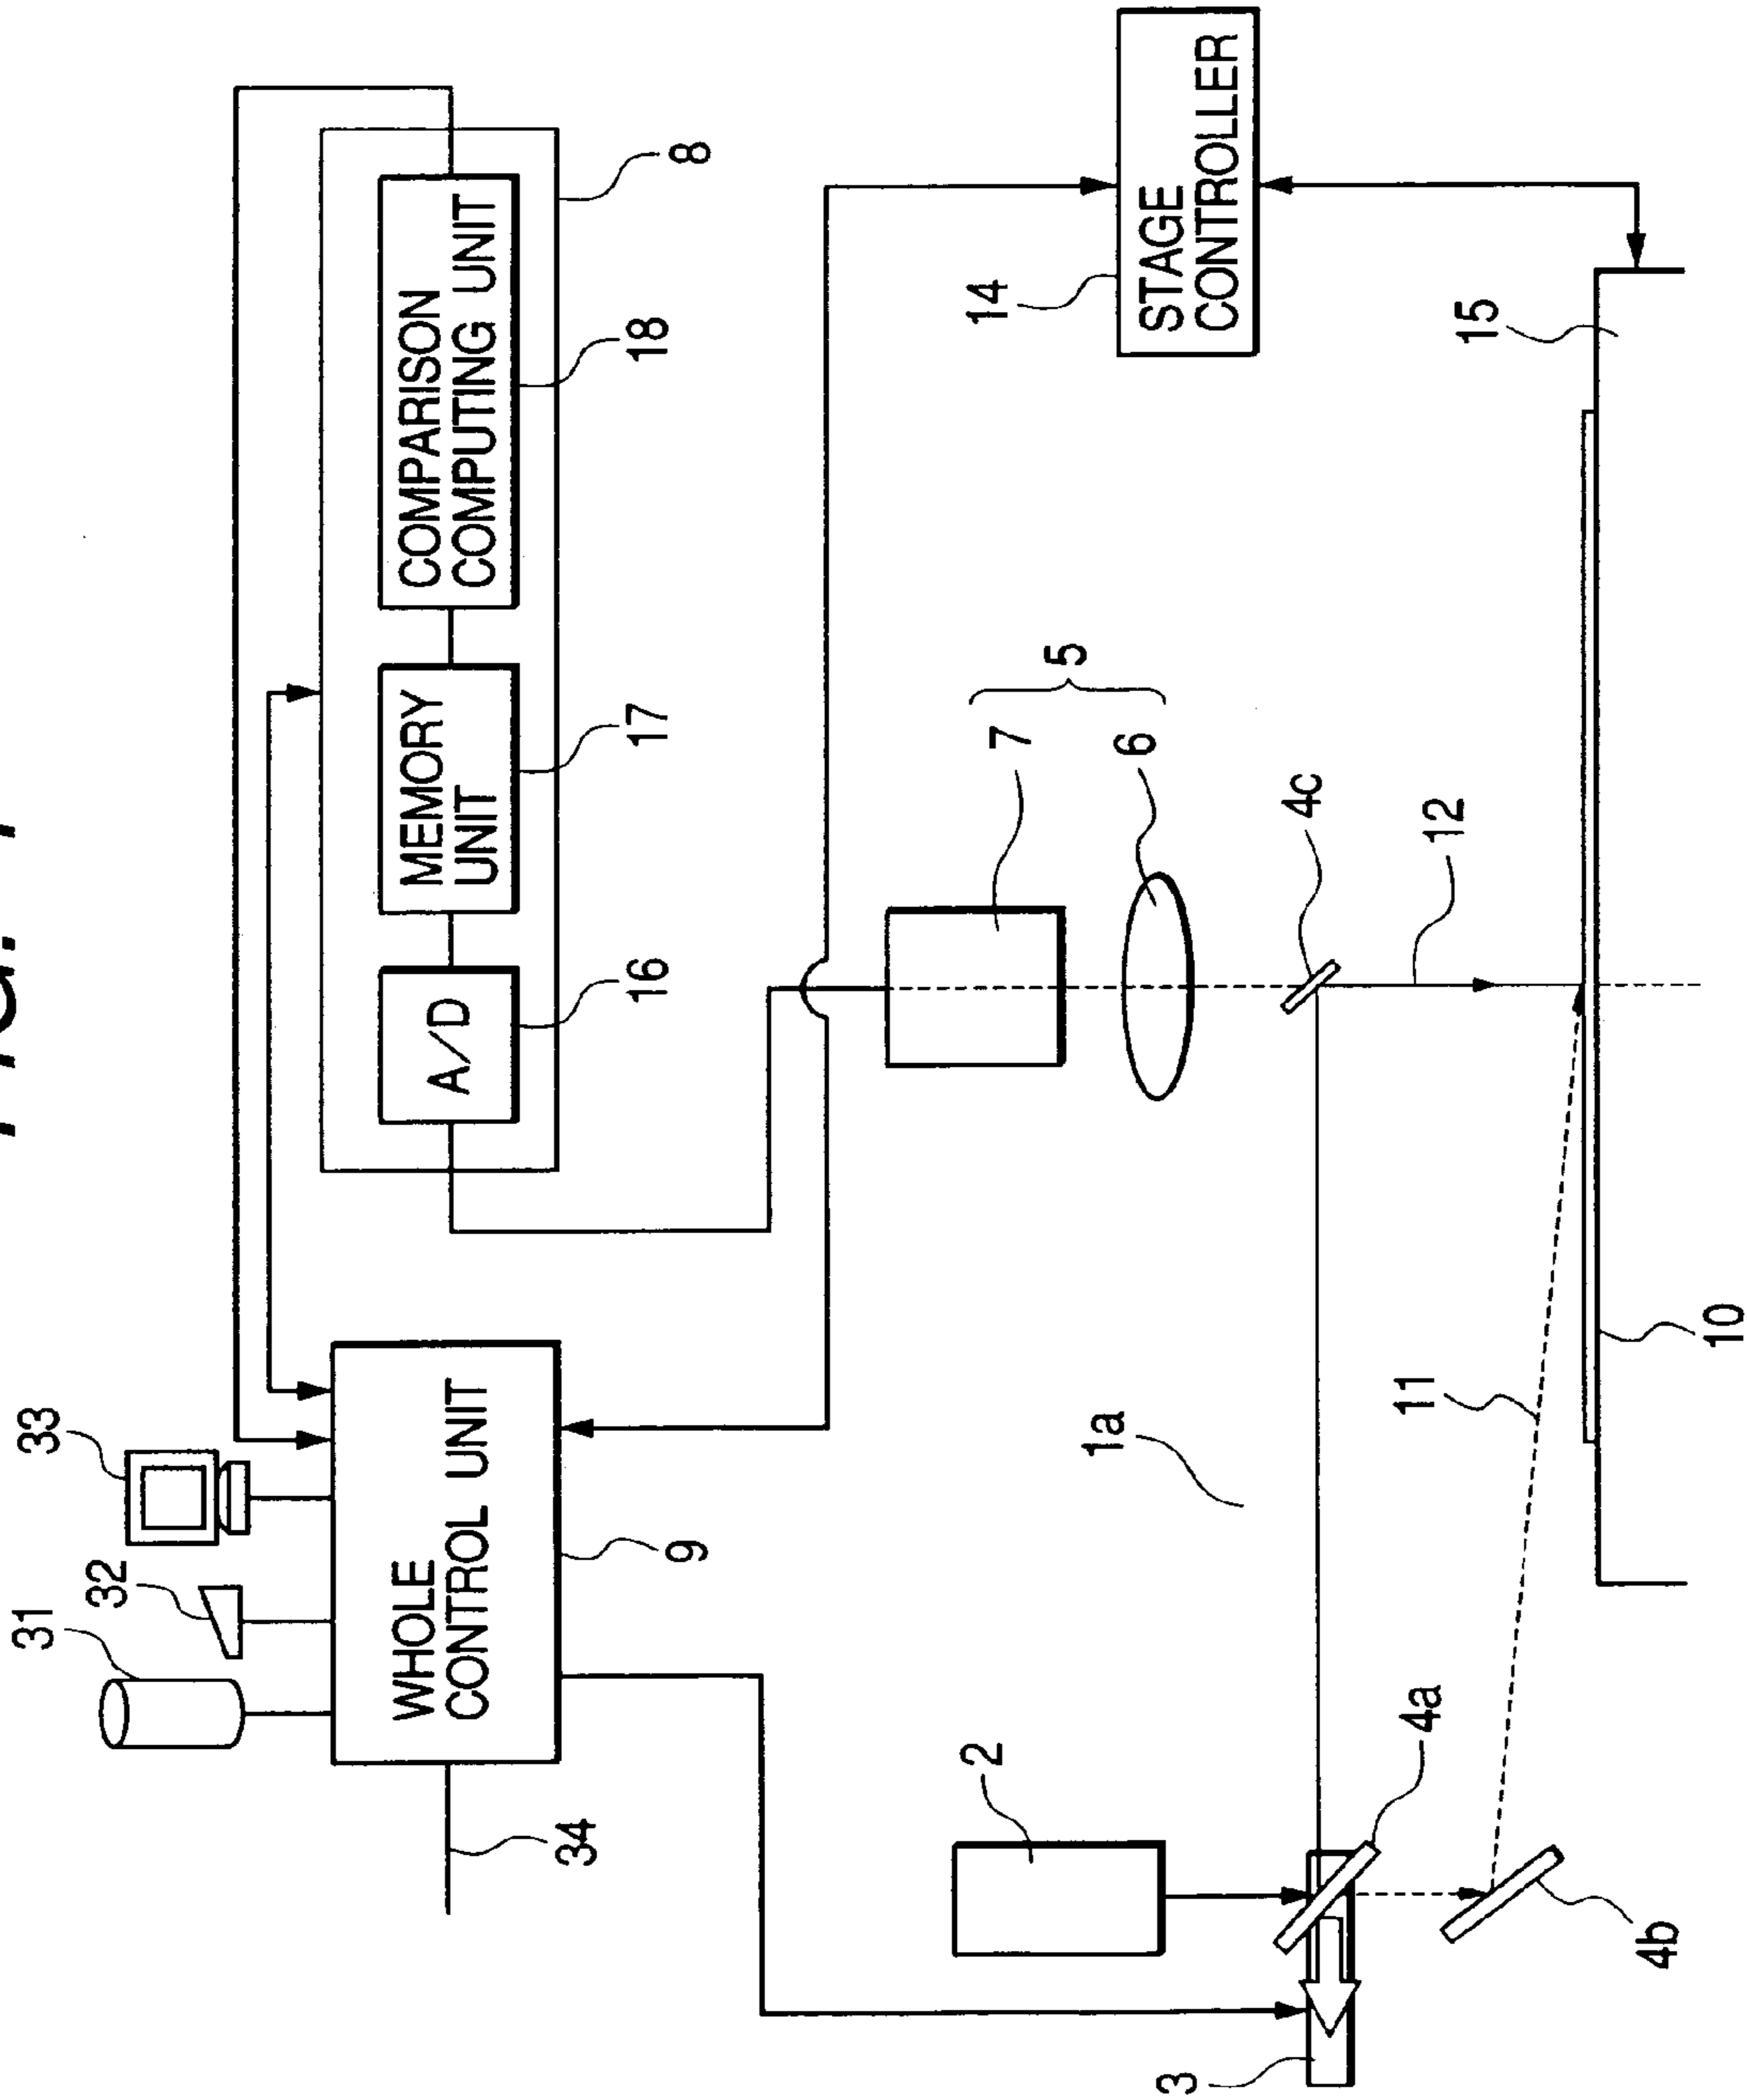 31
33
32
WHOLE
CONTROL UNIT
A/D
MEMORY
UNIT
COMPARISON
COMPUTING UNIT
34
16
17
18
9
8
2
7
14
5
1a
6
STAGE
CONTROLLER
3
4c
4a
11
12
15
4b
10